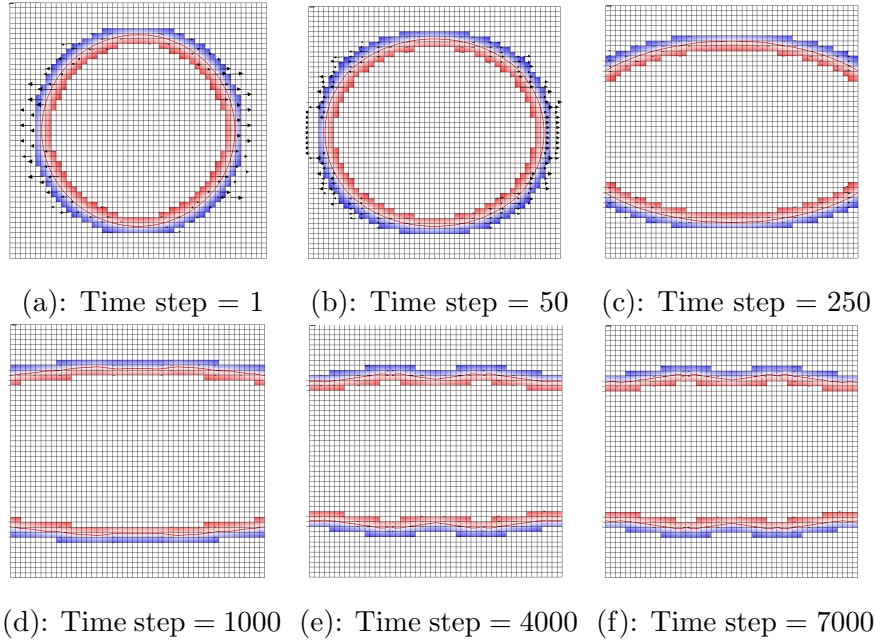 (a): Time step = 1 (b): Time step = 50 (c): Time step = 250
(d): Time step = 1000 (e): Time step = 4000 (f): Time step = 7000